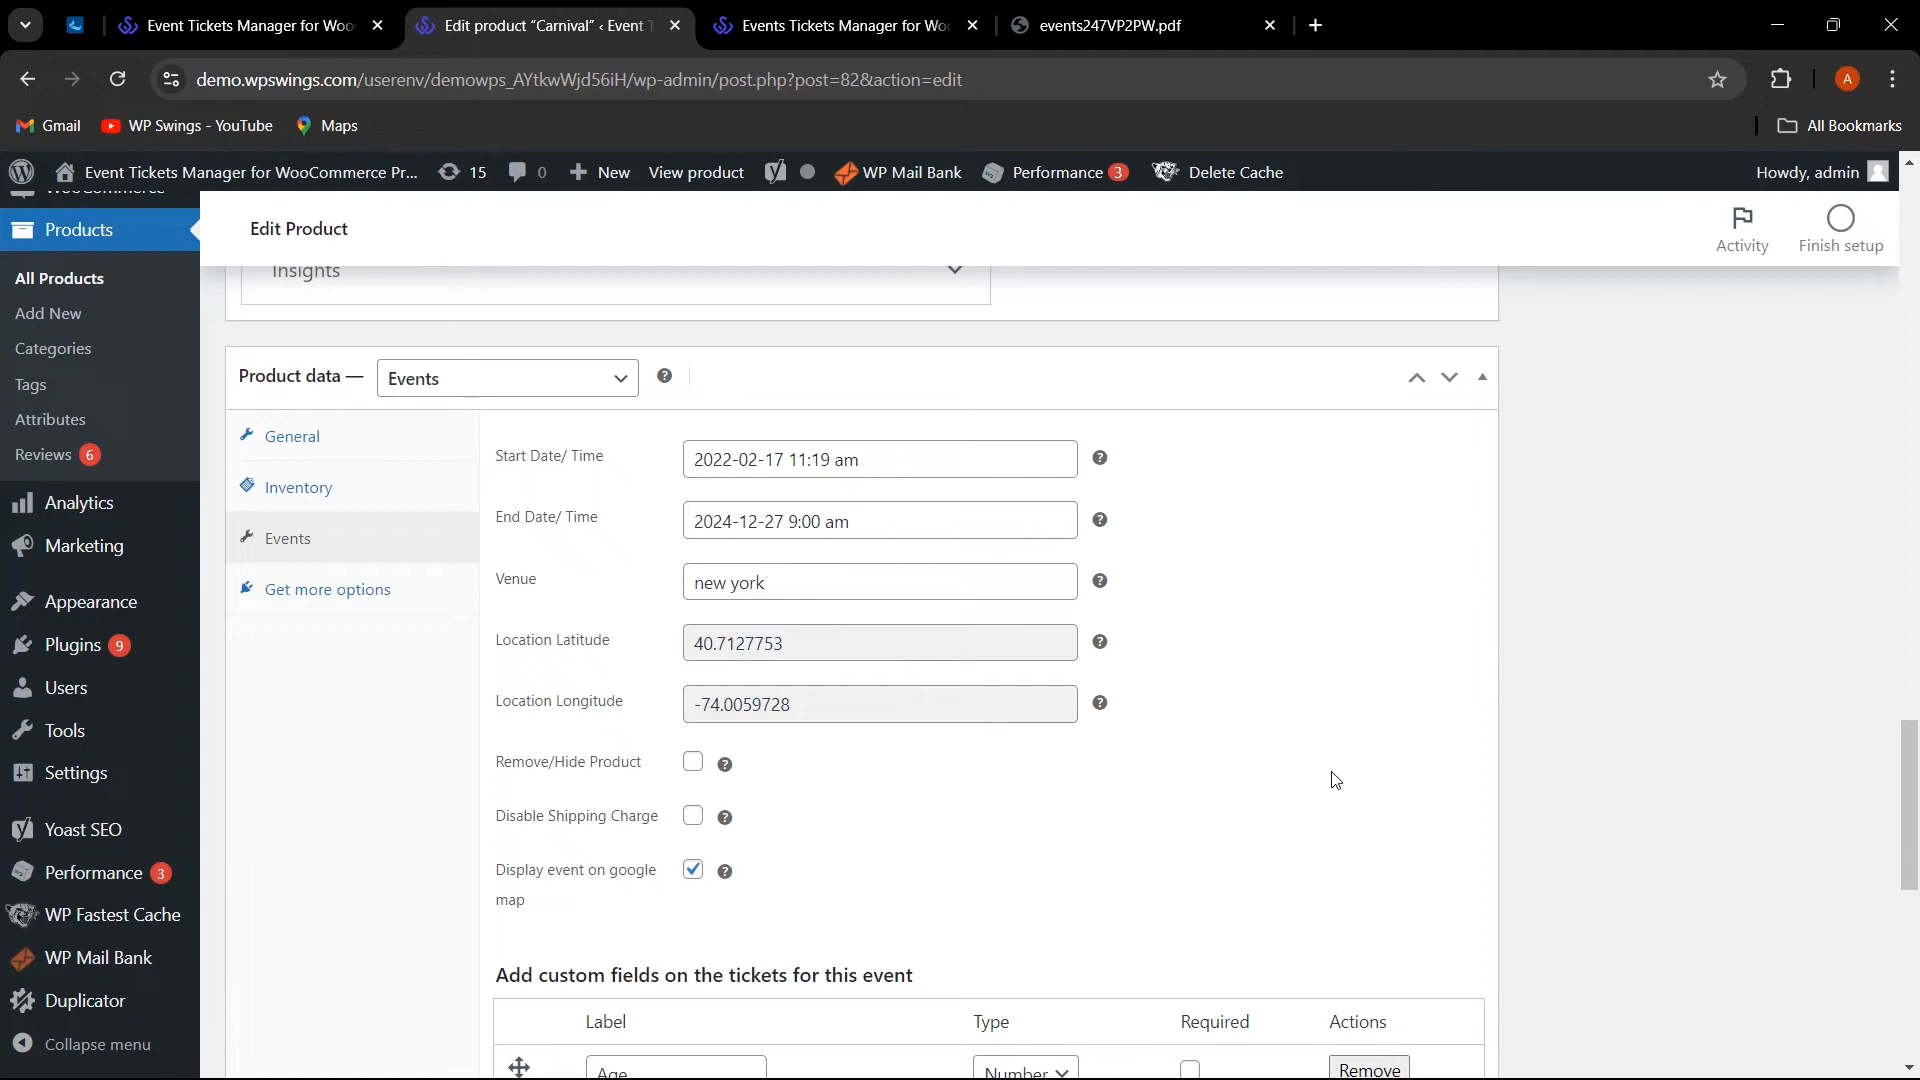 Event Tickets Manager for Woo
Edit product “Carnival” ‹ Event T
Events Tickets Manager for Wo
events247VP2PW.pdf
demo.wpswings.com/userenv/demowps_AYtkwWjd56iH/wp-admin/post.php?post=82&action=edit
A
Gmail
WP Swings - YouTube
Maps
All Bookmarks
Event Tickets Manager for WooCommerce Pr...
15
0
New
View product
WP Mail Bank
Performance 3
Delete Cache
Howdy, admin
WooCommerce
Products
All Products
Add New
Categories
Tags
Attributes
Reviews 6
Analytics
Marketing
Appearance
Plugins 9
Users
Tools
Settings
Yoast SEO
Performance 3
WP Fastest Cache
WP Mail Bank
Duplicator
Collapse menu
Edit Product
Activity
Finish setup
Insights
Product data —
Events
General
Inventory
Events
Get more options
Start Date/ Time
2022-02-17 11:19 am
End Date/ Time
2024-12-27 9:00 am
Venue
new york
Location Latitude
40.7127753
Location Longitude
-74.0059728
Remove/Hide Product
Disable Shipping Charge
Display event on google
map
Add custom fields on the tickets for this event
Label
Type
Required
Actions
Age
Number
Remove